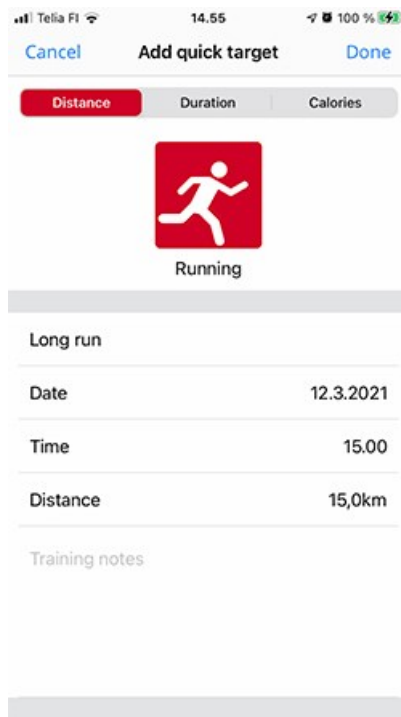 Telia FI 14.55 100 %
Cancel Add quick target Done
Distance Duration Calories
Running
Long run
Date 12.3.2021
Time 15.00
Distance 15,0km
Training notes